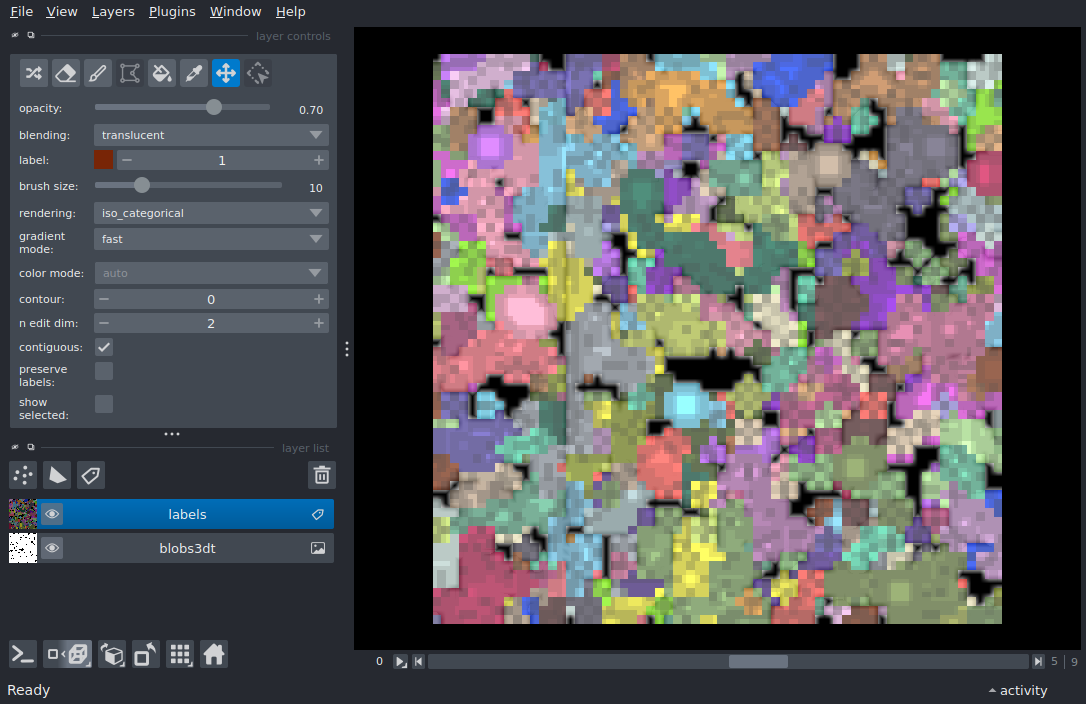 File View Layers Plugins Window Help
layer controls
opacity: 0.70
blending: translucent
label: 1
brush size: 10
rendering: iso_categorical
gradient
mode: fast
color mode: auto
contour: 0
n edit dim: 2
contiguous:
preserve
labels:
show
selected:
layer list
labels
blobs3dt
0 5 9
Ready activity